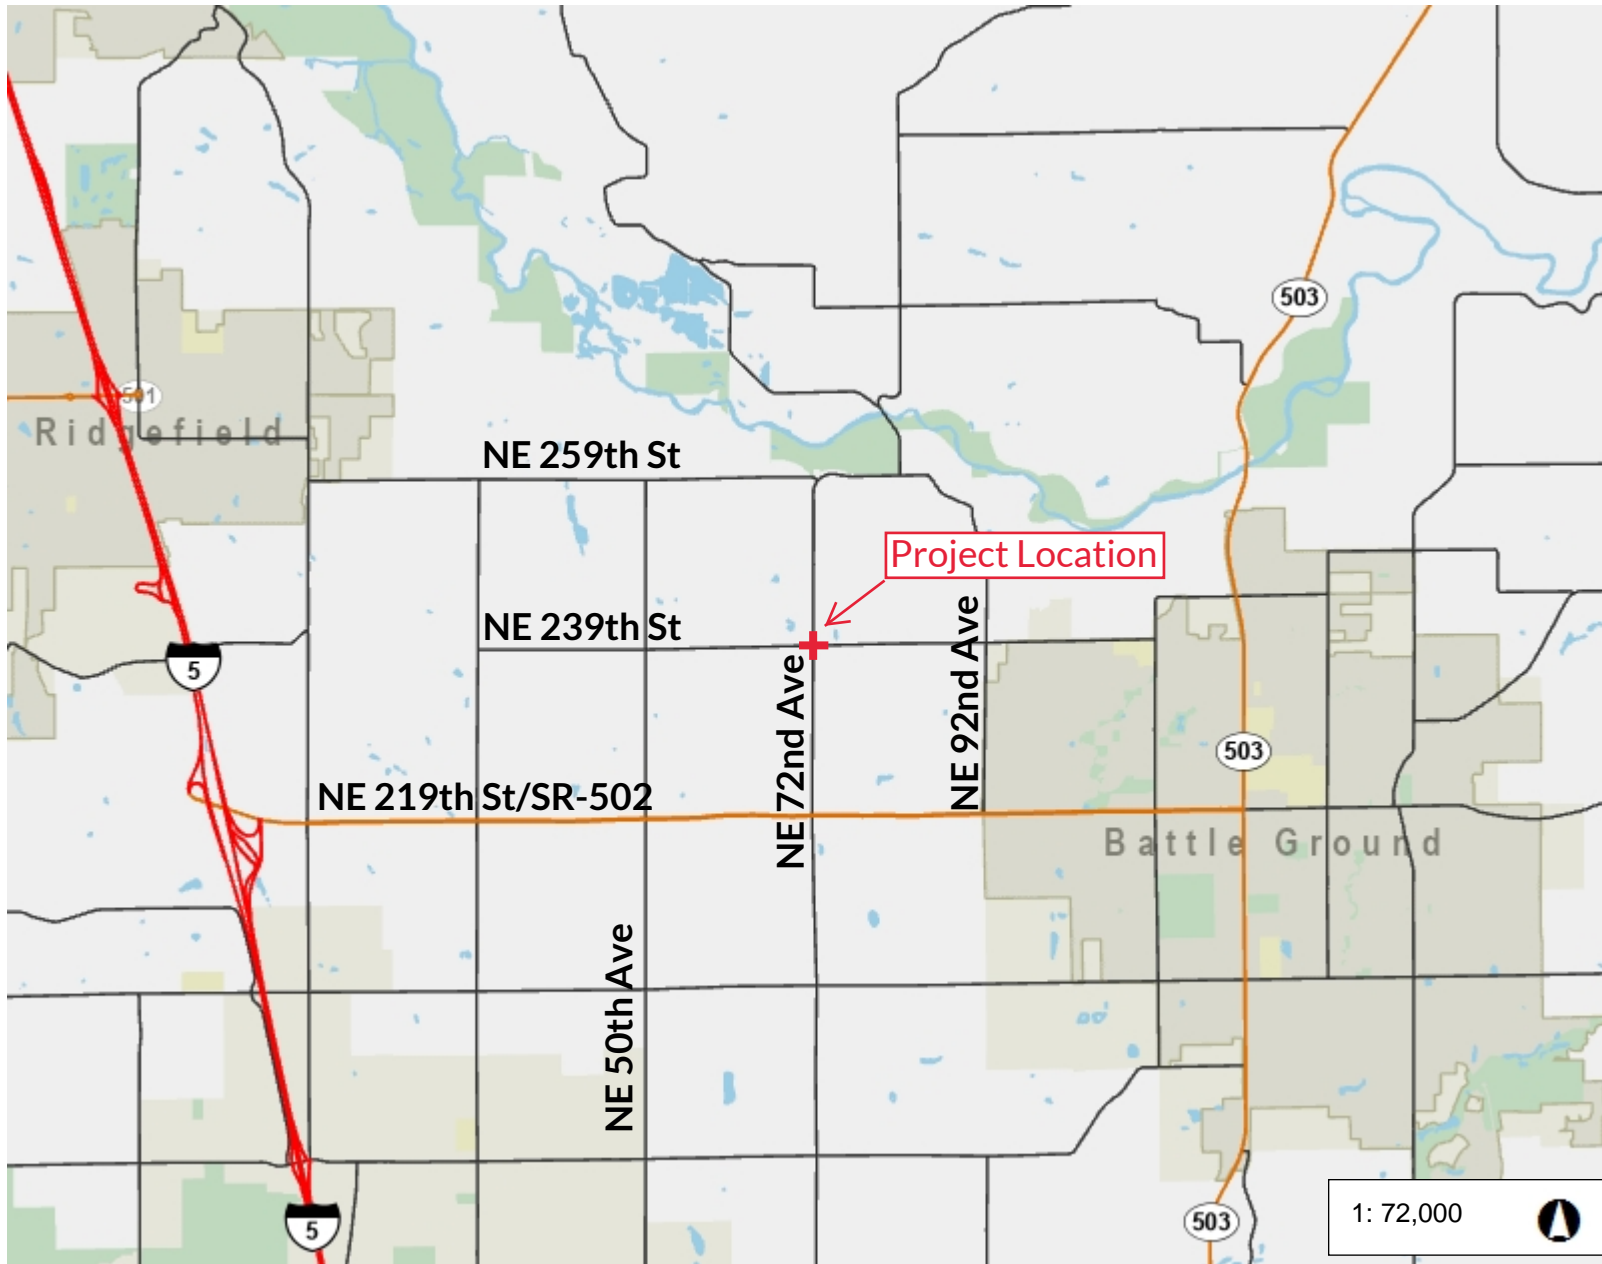 503
501
Ridgefield
NE 259th St
Project Location
NE 239th St
NE 92nd Ave
5
NE 72nd Ave
503
NE 219th St/SR-502
Battle Ground
NE 50th Ave
1: 72,000
5
503